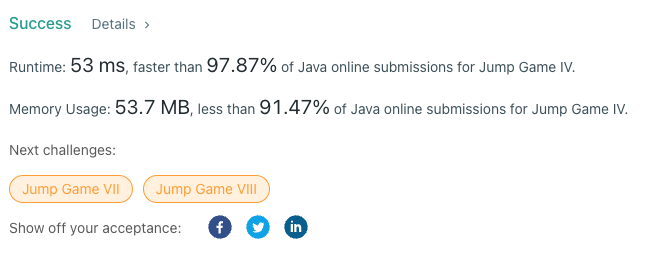 Success Details >
Runtime: 53 ms, faster than 97.87% of Java online submissions for Jump Game IV.
Memory Usage: 53.7 MB, less than 91.47% of Java online submissions for Jump Game IV.
Next challenges:
Jump Game VII Jump Game VIII
Show off your acceptance: f in